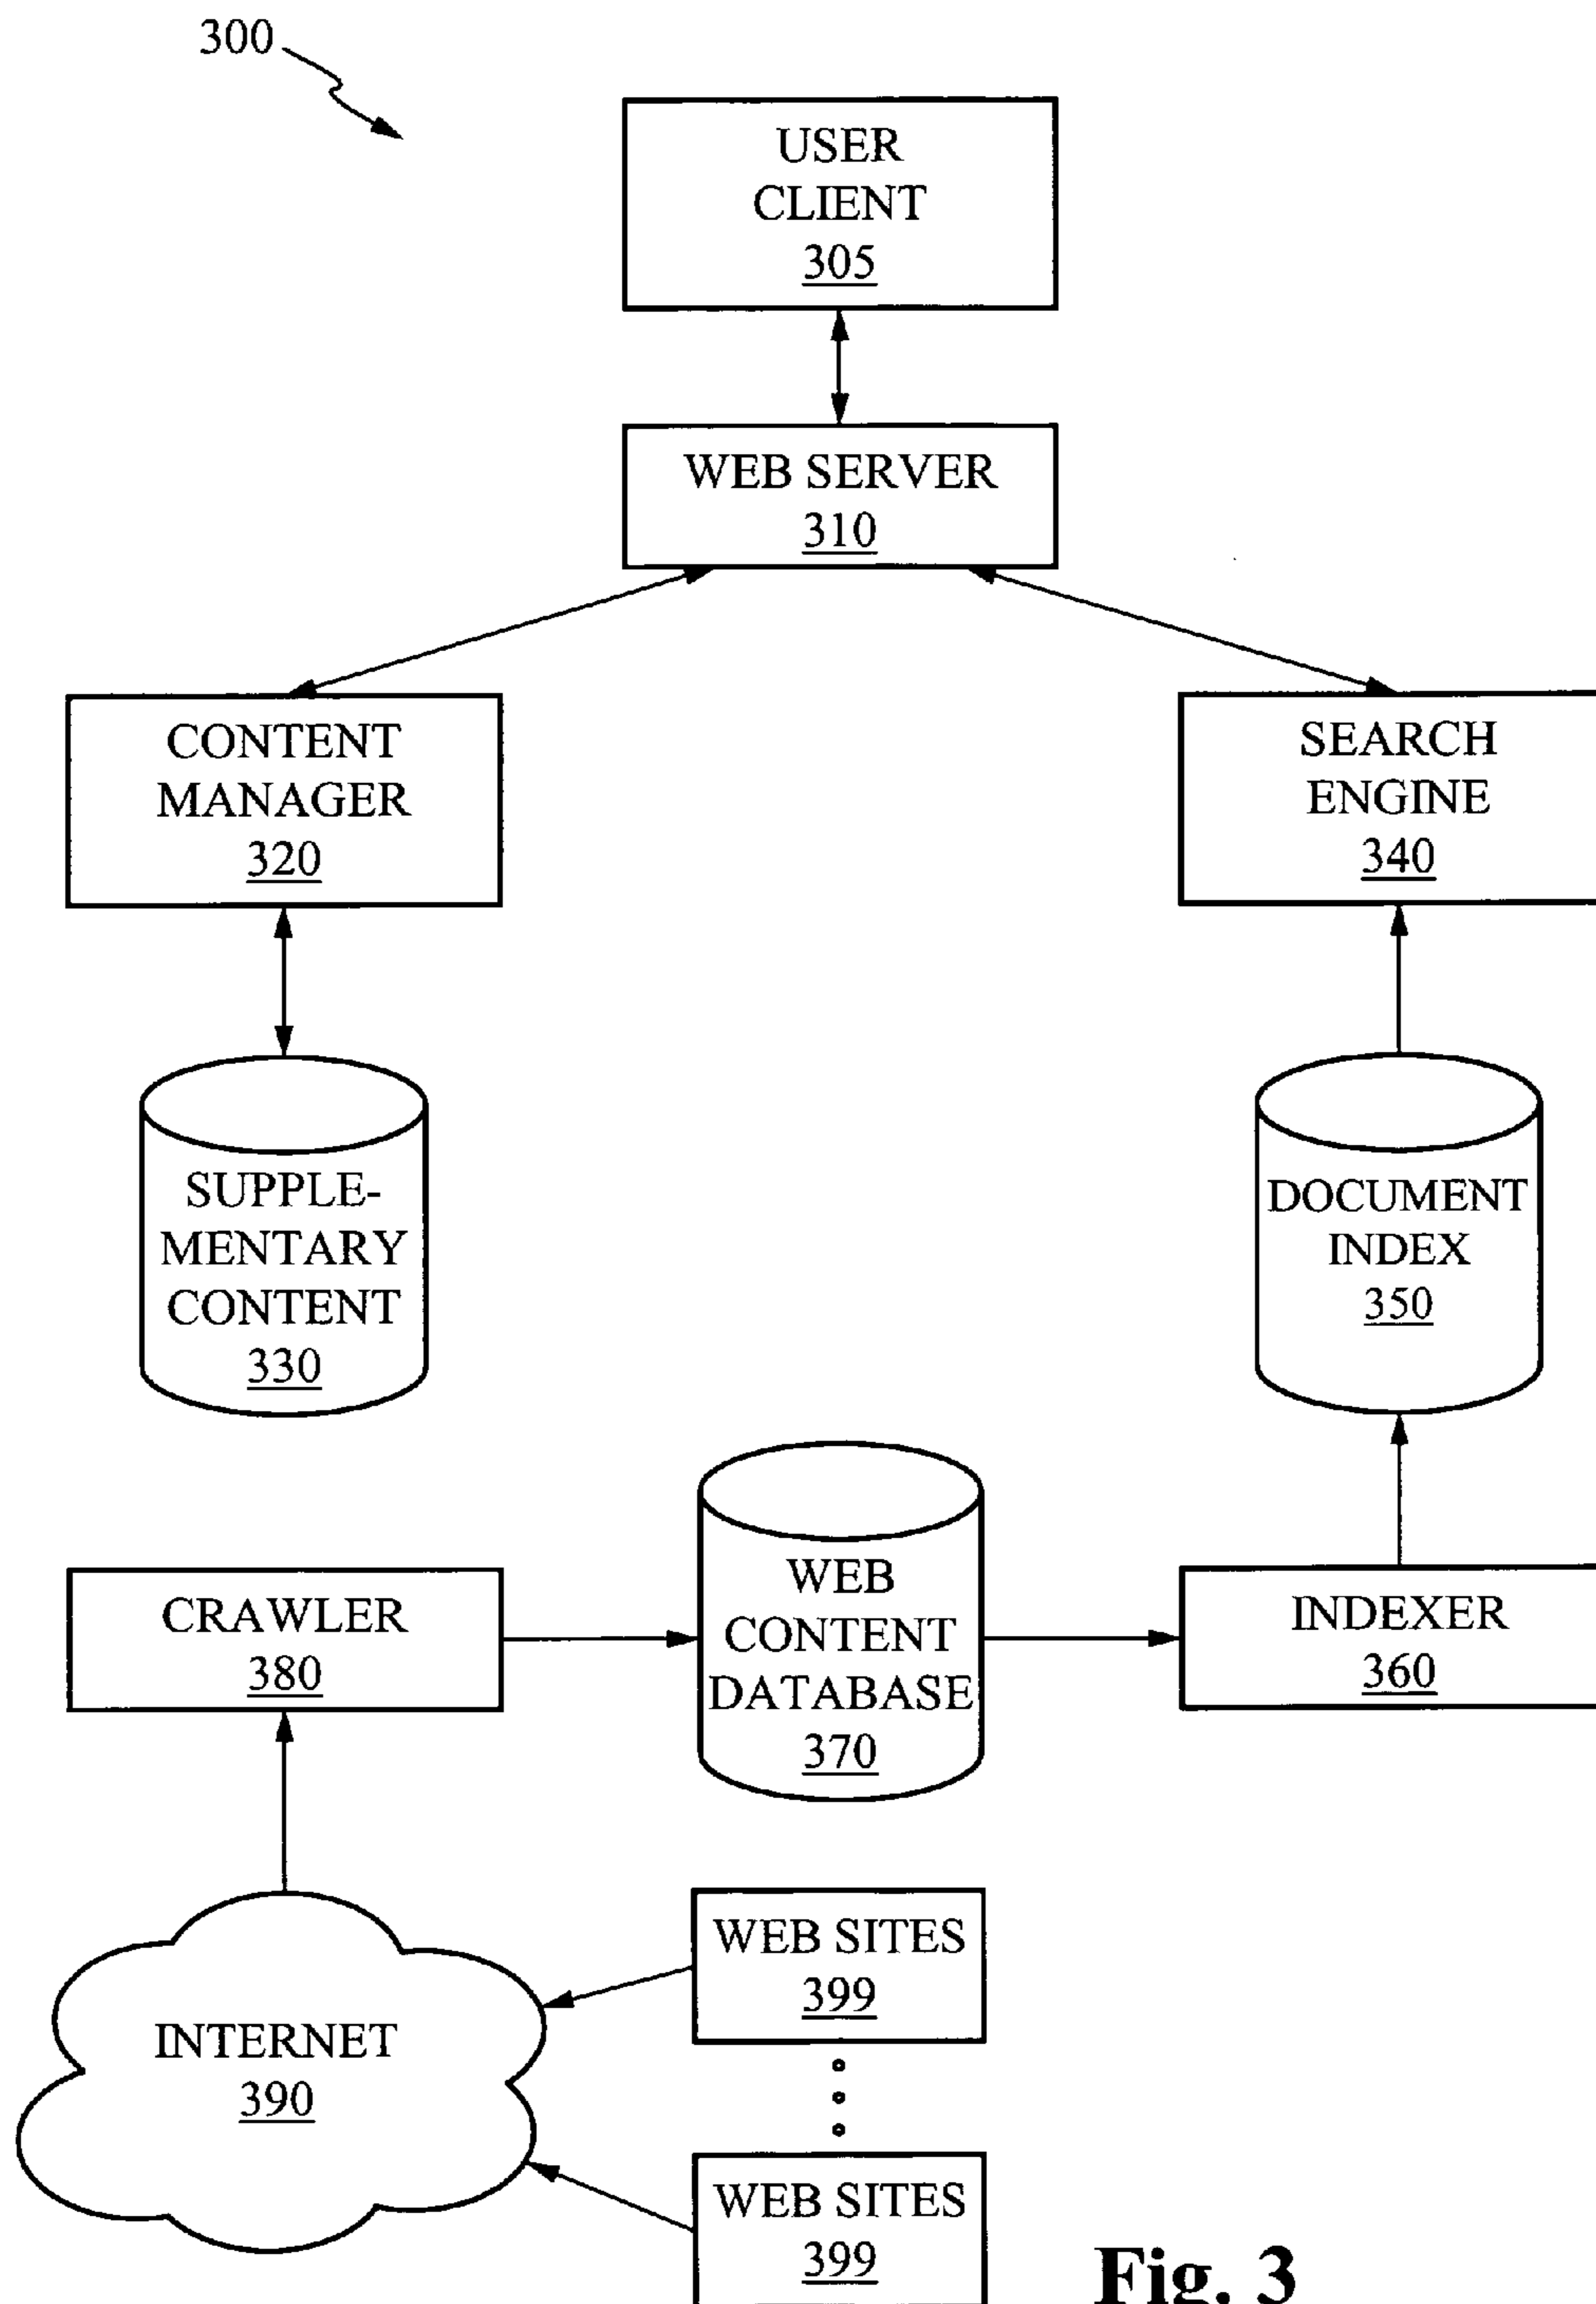 300
USER
CLIENT
305
WEB SERVER
310
CONTENT
MANAGER
320
SEARCH
ENGINE
340
SUPPLE-
MENTARY
CONTENT
330
DOCUMENT
INDEX
350
CRAWLER
380
WEB
CONTENT
DATABASE
370
INDEXER
360
INTERNET
390
WEB SITES
399
WEB SITES
399
Fig. 3